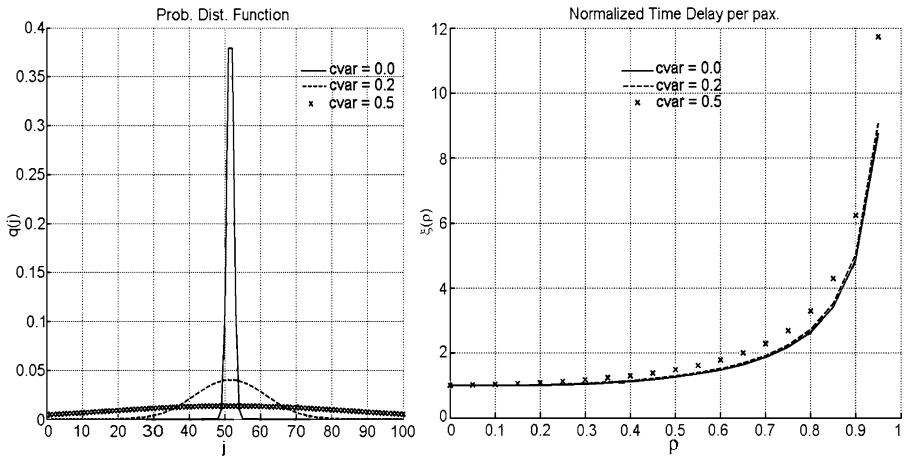 Prob. Dist. Function
0.4
0.35
0.3
0.25
0.2
0.15
0.1
0.05
0
q(j)
cvar = 0.0
cvar = 0.2
cvar = 0.5
0 10 20 30 40 50 60 70 80 90 100
j
Normalized Time Delay per pax.
12
10
8
6
4
2
0
ξ(ρ)
cvar = 0.0
cvar = 0.2
cvar = 0.5
0 0.1 0.2 0.3 0.4 0.5 0.6 0.7 0.8 0.9 1
ρ